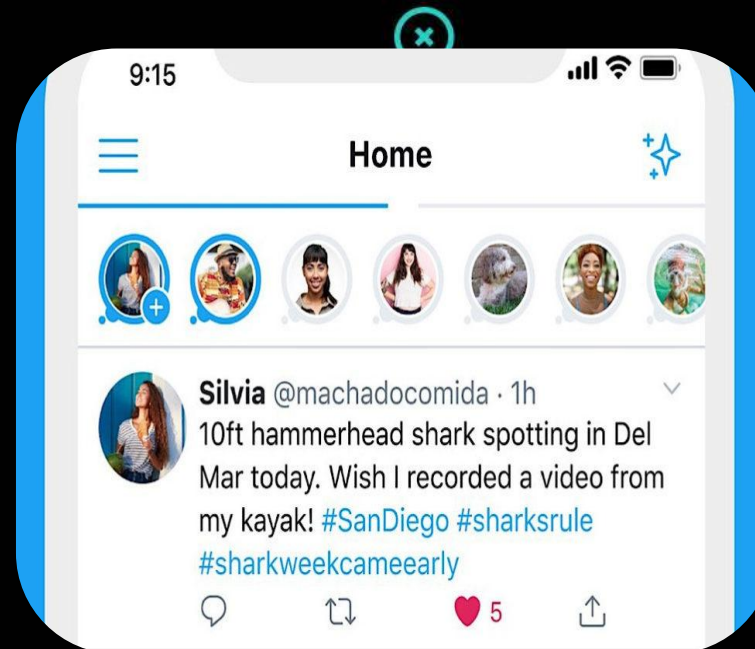 9:15
Home
Silvia @machadocomida · 1h
10ft hammerhead shark spotting in Del
Mar today. Wish I recorded a video from
my kayak! #SanDiego #sharksrule
#sharkweekcameearly
5